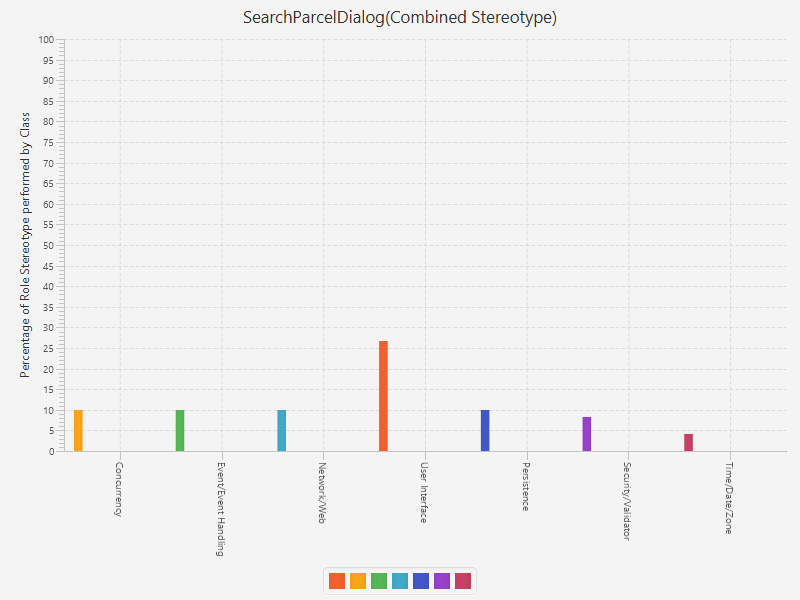 SearchParcelDialog(Combined Stereotype)
Percentage of Role Stereotype performed by Class
100
95
90
85
80
75
70
65
60
55
50
45
40
35
30
25
20
15
10
5
0
Concurrency
Event/Event Handling
Network/Web
User Interface
Persistence
Security/Validator
Time/Date/Zone